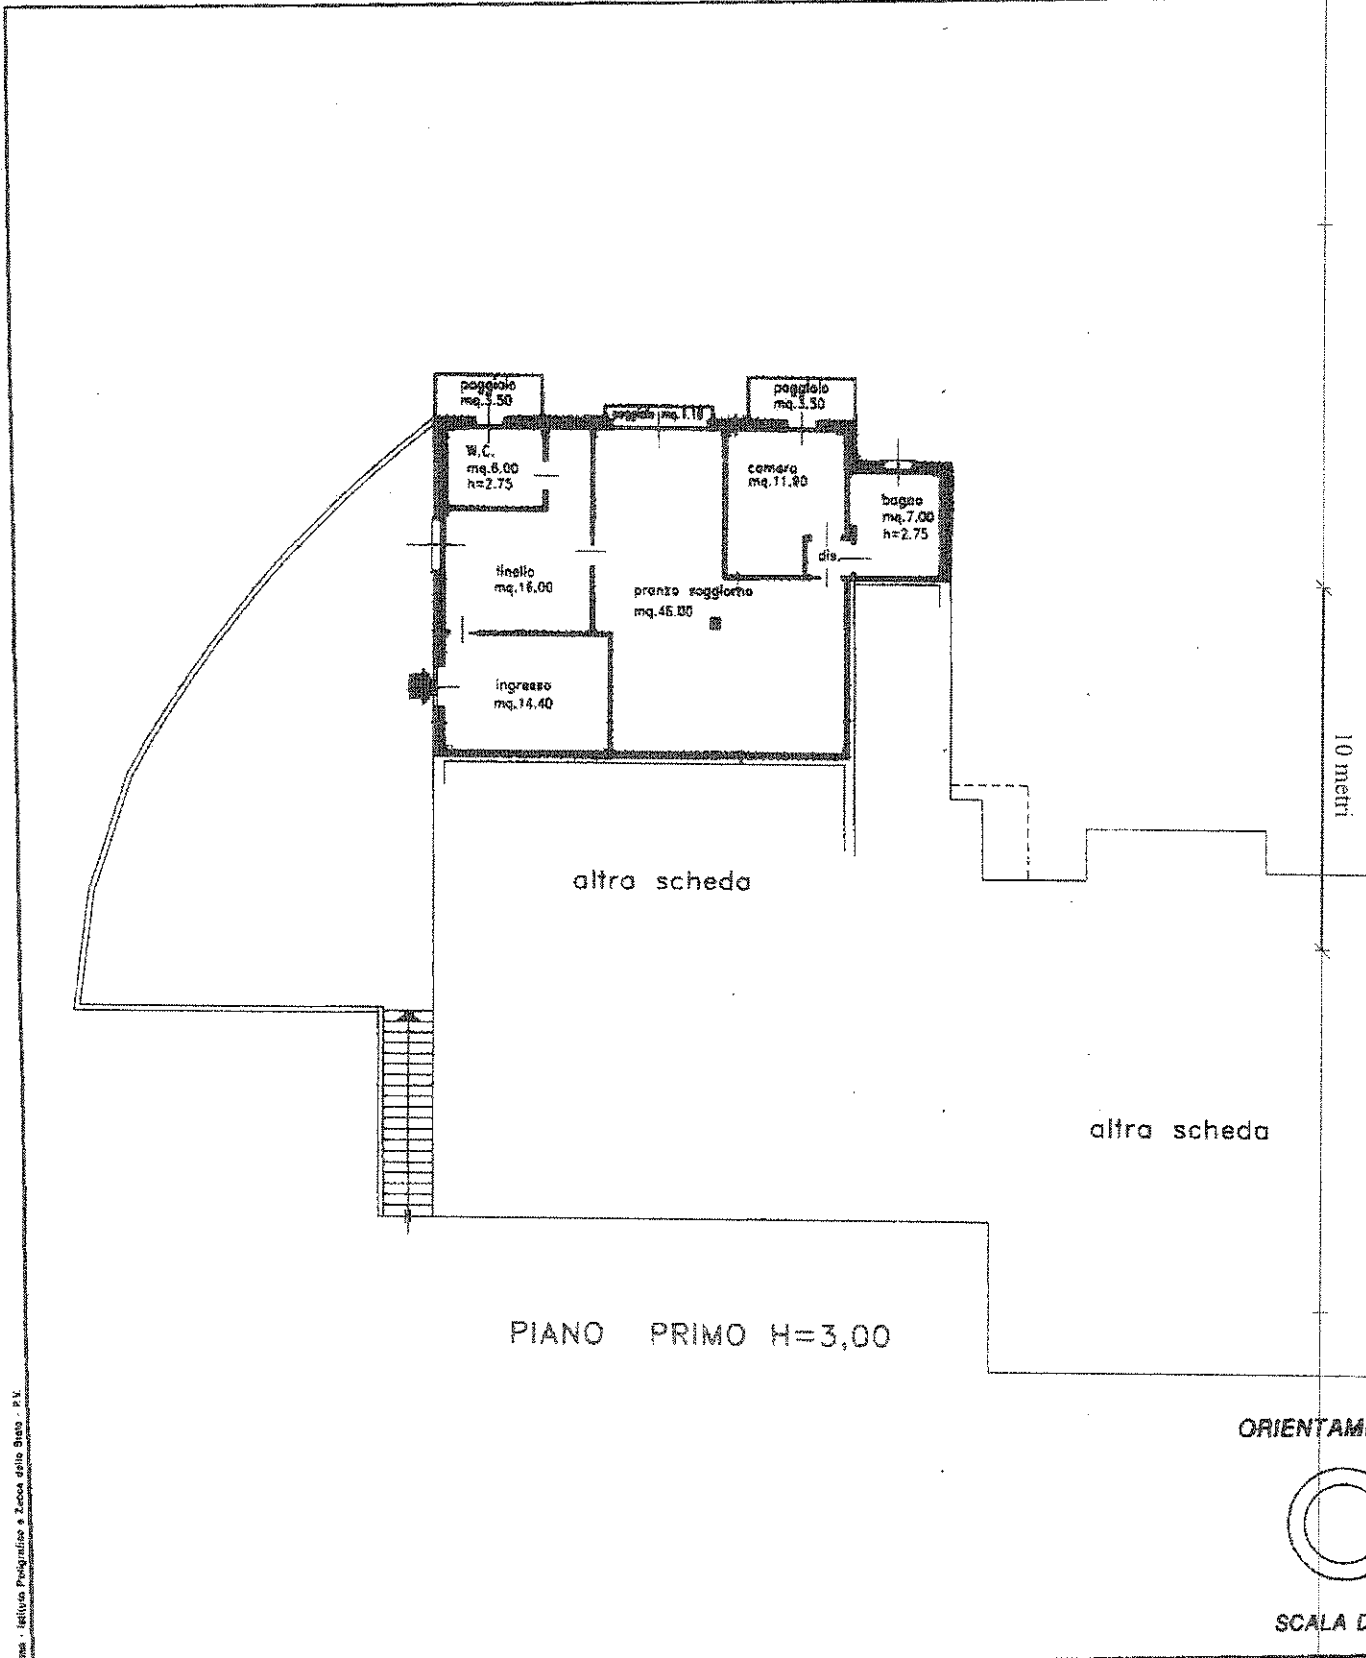 poggiolo
mq.3.50
poggiolo mq.1.10
poggiolo
mq.3.50
W.C.
mq.6.00
h=2.75
camera
mq.11.90
bagno
mq.7.00
h=2.75
dis.
tinello
mq.16.00
pranzo soggiorno
mq.46.00
ingresso
mq.14.40
10 metri
altra scheda
altra scheda
PIANO PRIMO H=3,00
ORIENTAM
SCALA D
Istituto Poligrafico e Zecca dello Stato - P.V.